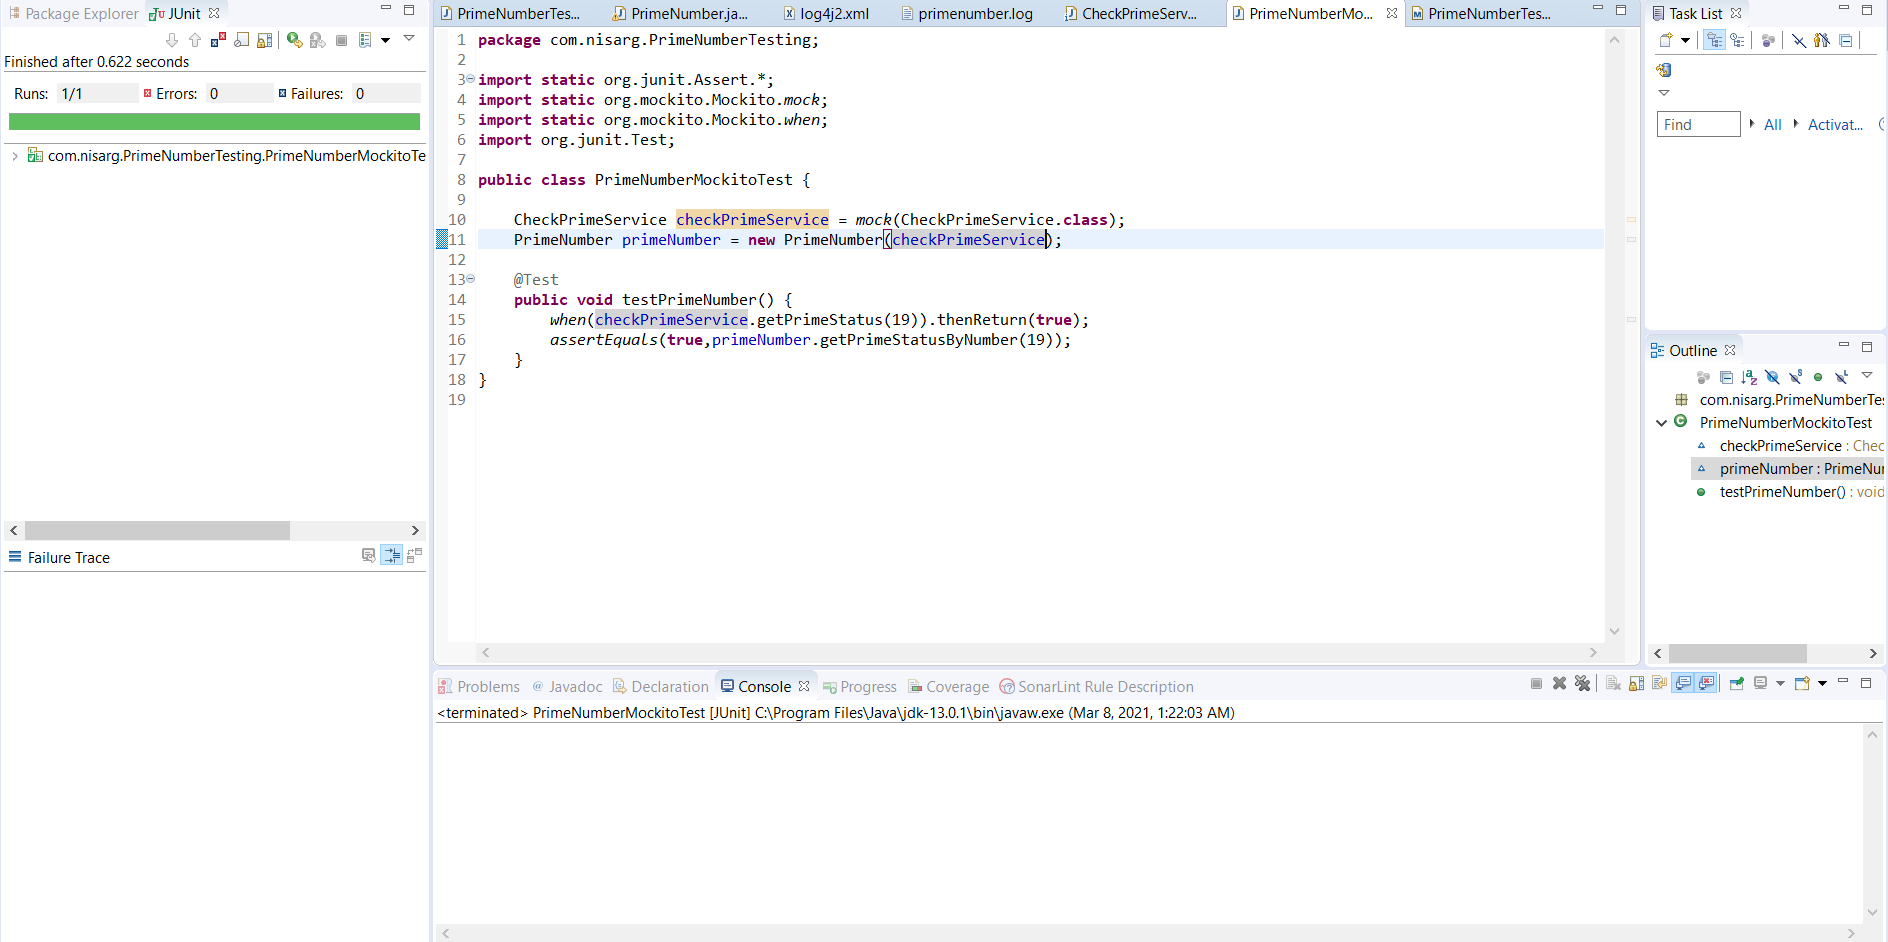 Package Explorer JUnit
Finished after 0.622 seconds
Runs: 1/1 Errors: 0 Failures: 0
com.nisarg.PrimeNumberTesting.PrimeNumberMockitoTe
Failure Trace
PrimeNumberTes... PrimeNumber.ja... log4j2.xml primenumber.log CheckPrimeServ... PrimeNumberMo... PrimeNumberTes...
1 package com.nisarg.PrimeNumberTesting;
2
3 import static org.junit.Assert.*;
4 import static org.mockito.Mockito.mock;
5 import static org.mockito.Mockito.when;
6 import org.junit.Test;
7
8 public class PrimeNumberMockitoTest {
9
10 CheckPrimeService checkPrimeService = mock(CheckPrimeService.class);
11 PrimeNumber primeNumber = new PrimeNumber(checkPrimeService);
12
13 @Test
14 public void testPrimeNumber() {
15 when(checkPrimeService.getPrimeStatus(19)).thenReturn(true);
16 assertEquals(true,primeNumber.getPrimeStatusByNumber(19));
17 }
18 }
19
Task List
Find All Activat...
Outline
com.nisarg.PrimeNumberTes
PrimeNumberMockitoTest
checkPrimeService : Chec
primeNumber : PrimeNur
testPrimeNumber() : void
Problems @ Javadoc Declaration Console Progress Coverage SonarLint Rule Description
<terminated> PrimeNumberMockitoTest [JUnit] C:\Program Files\Java\jdk-13.0.1\bin\javaw.exe (Mar 8, 2021, 1:22:03 AM)